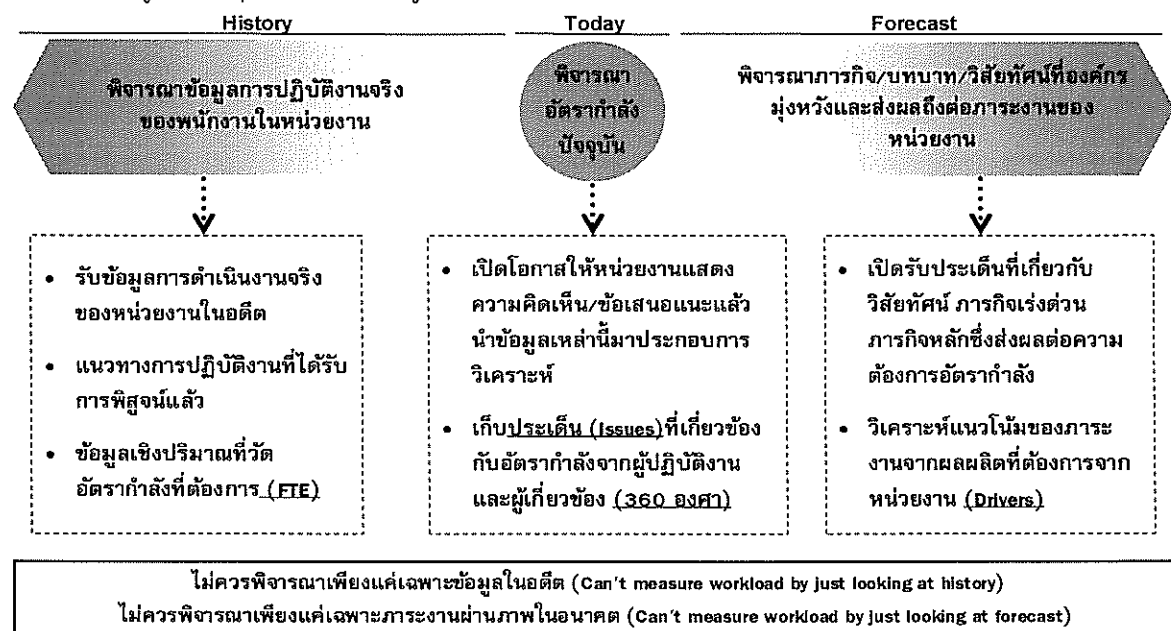 History
Today
Forecast
พิจารณาข้อมูลการปฏิบัติงานจริง
ของพนักงานในหน่วยงาน
พิจารณา
อัตรากำลัง
ปัจจุบัน
พิจารณาภารกิจ/บทบาท/วิสัยทัศน์ที่องค์กร
มุ่งหวังและส่งผลถึงต่อภาระงานของ
หน่วยงาน
• รับข้อมูลการดำเนินงานจริง
ของหน่วยงานในอดีต
• แนวทางการปฏิบัติงานที่ได้รับ
การพิสูจน์แล้ว
• ข้อมูลเชิงปริมาณที่วัด
อัตรากำลังที่ต้องการ (FTE)
• เปิดโอกาสให้หน่วยงานแสดง
ความคิดเห็น/ข้อเสนอแนะแล้ว
นำข้อมูลเหล่านี้มาประกอบการ
วิเคราะห์
• เก็บประเด็น (Issues)ที่เกี่ยวข้อง
กับอัตรากำลังจากผู้ปฏิบัติงาน
และผู้เกี่ยวข้อง (360 องศา)
• เปิดรับประเด็นที่เกี่ยวกับ
วิสัยทัศน์ ภารกิจเร่งด่วน
ภารกิจหลักซึ่งส่งผลต่อความ
ต้องการอัตรากำลัง
• วิเคราะห์แนวโน้มของภาระ
งานจากผลผลิตที่ต้องการจาก
หน่วยงาน (Drivers)
ไม่ควรพิจารณาเพียงแค่เฉพาะข้อมูลในอดีต (Can't measure workload by just looking at history)
ไม่ควรพิจารณาเพียงแค่เฉพาะภาระงานผ่านภาพในอนาคต (Can't measure workload by just looking at forecast)